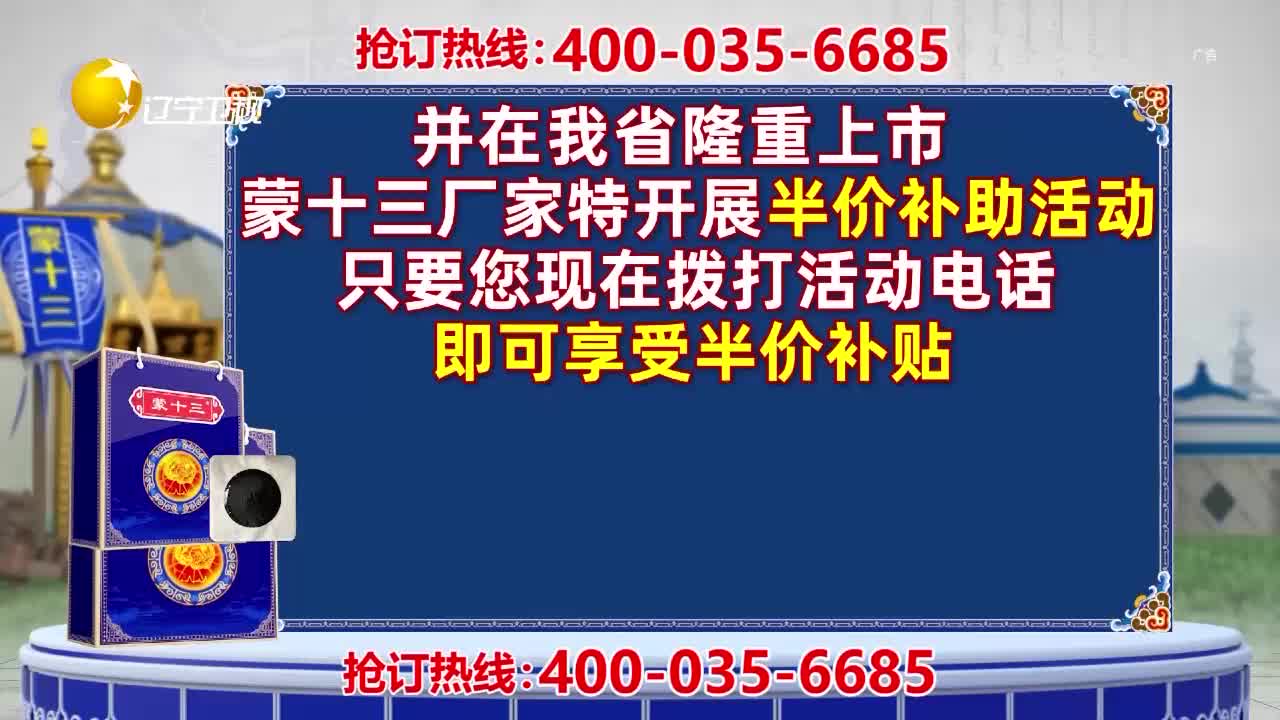 抢订热线:400-035-6685
广告
辽宁卫视
并在我省隆重上市
蒙十三厂家特开展半价补助活动
只要您现在拨打活动电话
即可享受半价补贴
蒙十三
蒙十三
抢订热线:400-035-6685